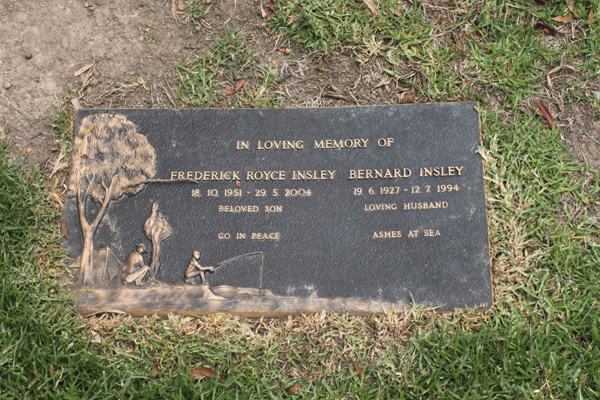 IN LOVING MEMORY OF
FREDERICK ROYCE INSLEY
18. 10. 1951 - 29. 5. 2004
BELOVED SON
GO IN PEACE
BERNARD INSLEY
19. 6. 1927 - 12. 7. 1994
LOVING HUSBAND
ASHES AT SEA